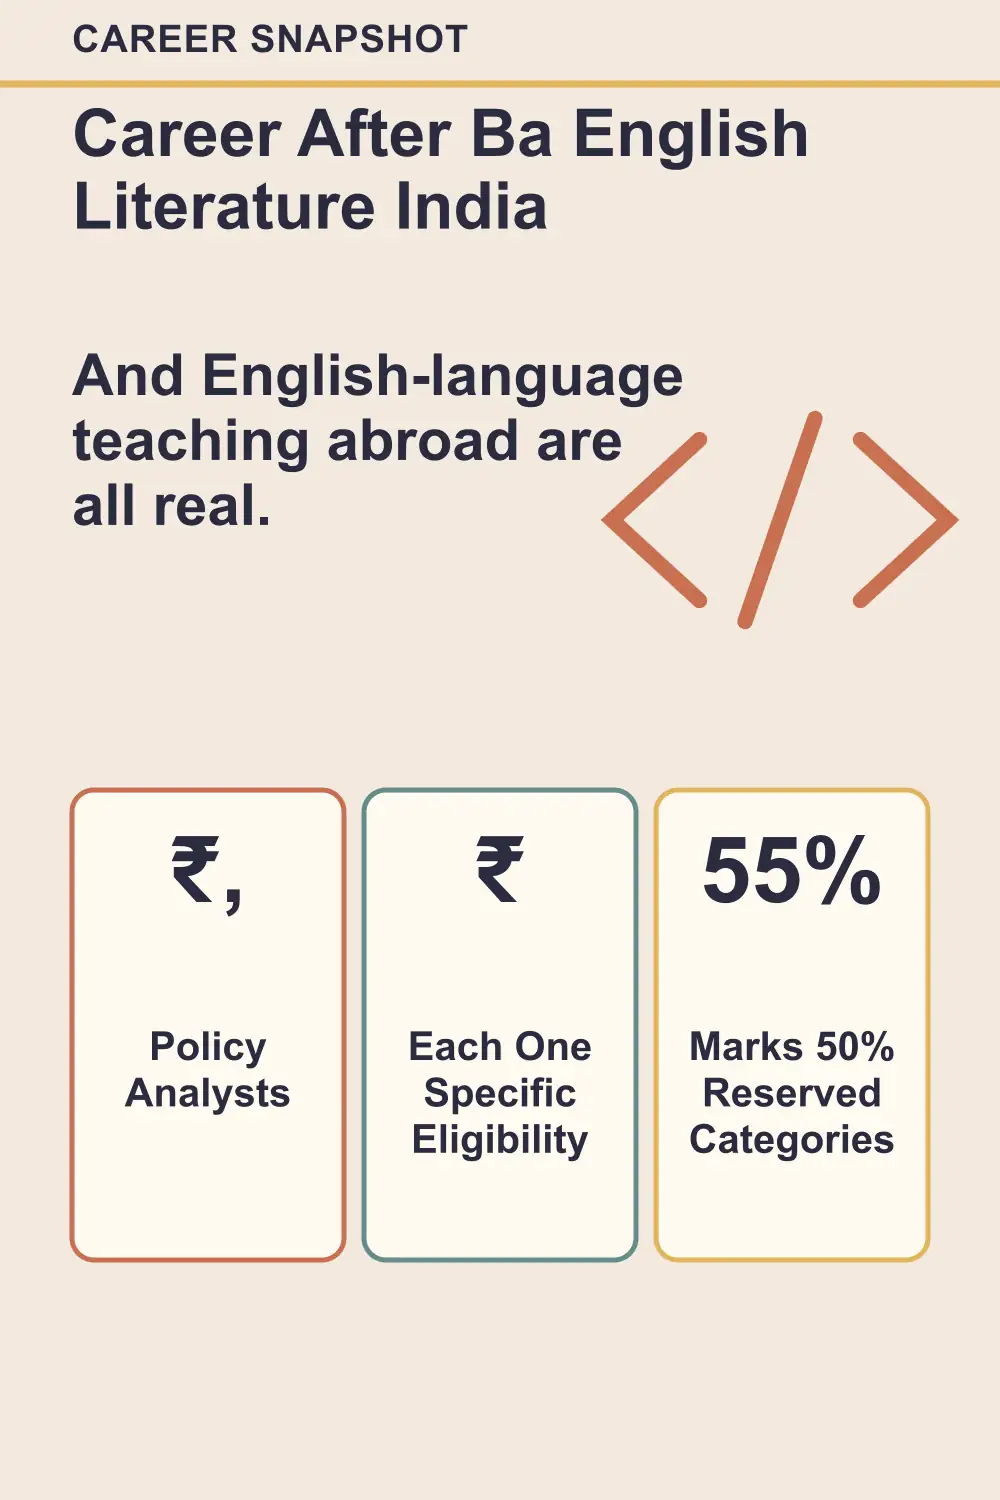 CAREER SNAPSHOT
Career After Ba English
Literature India
And English-language
teaching abroad are
all real.
₹,
Policy
Analysts
₹
Each One
Specific
Eligibility
55%
Marks 50%
Reserved
Categories